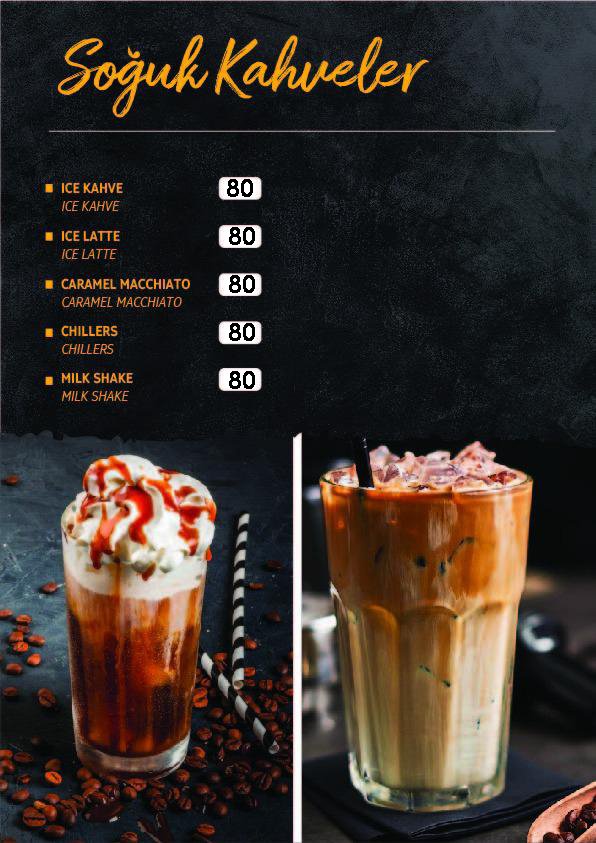 Soğuk Kahveler
ICE KAHVE 80
ICE KAHVE
ICE LATTE 80
ICE LATTE
CARAMEL MACCHIATO 80
CARAMEL MACCHIATO
CHILLERS 80
CHILLERS
MILK SHAKE 80
MILK SHAKE